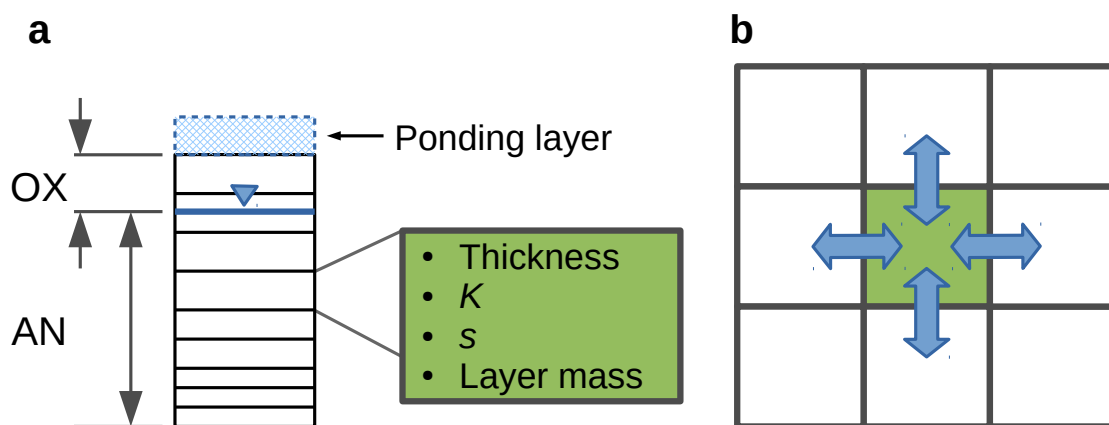 a
b
Ponding layer
OX
AN
• Thickness
• K
• s
• Layer mass